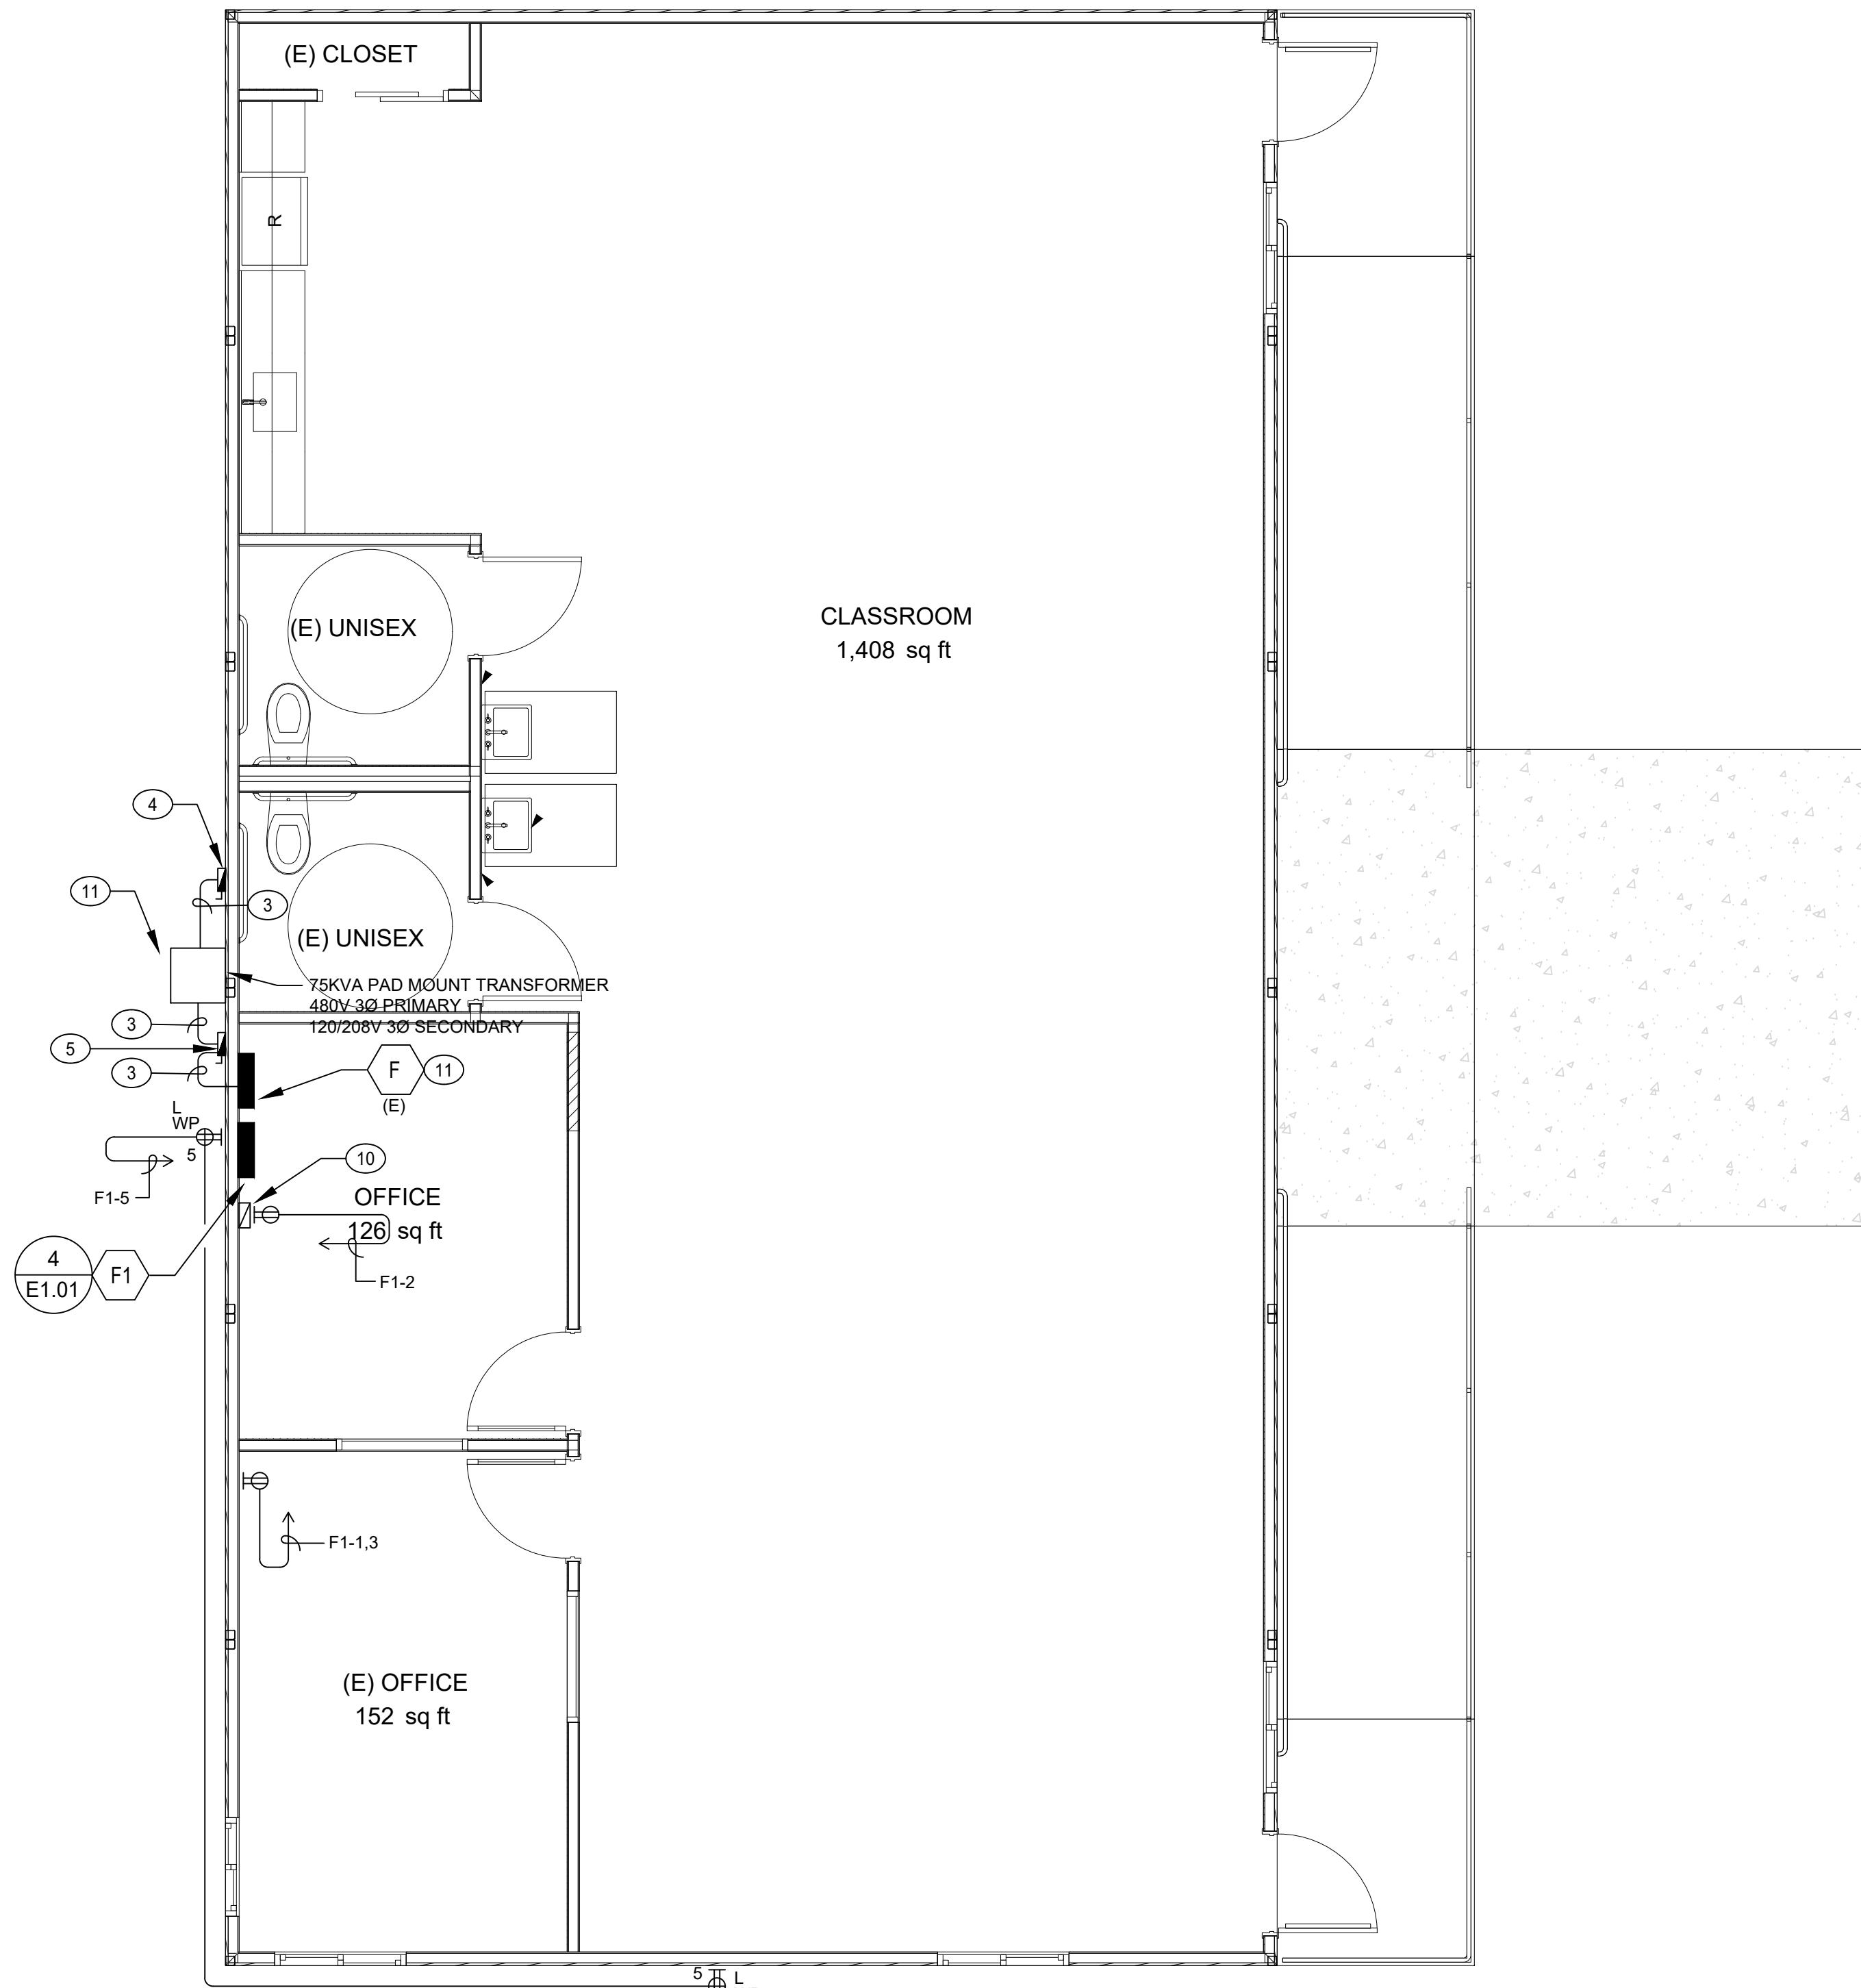 (E) CLOSET
R
(E) UNISEX
CLASSROOM
1,408 sq ft
4
11
3
(E) UNISEX
75KVA PAD MOUNT TRANSFORMER
480V 3Ø PRIMARY
120/208V 3Ø SECONDARY
3
5
3
F
11
(E)
L
WP
5
F1-5
10
OFFICE
126 sq ft
F1-2
4
E1.01
F1
F1-1,3
(E) OFFICE
152 sq ft
5
L